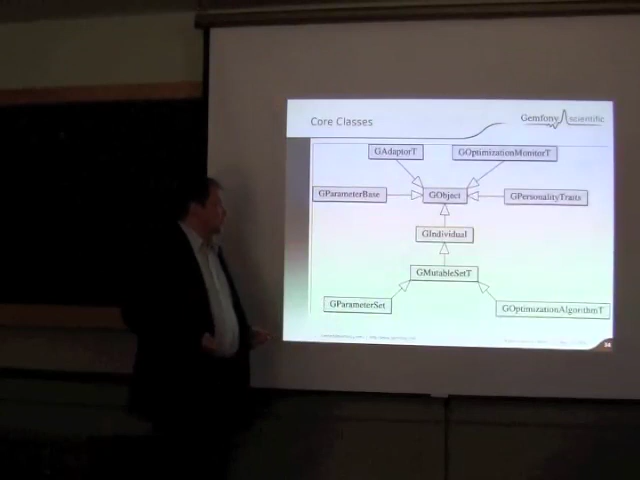 Core Classes
Gemfony scientific
GAdaptorT
GOptimizationMonitorT
GParameterBase
GObject
GPersonalityTraits
GIndividual
GMutableSetT
GParameterSet
GOptimizationAlgorithmT